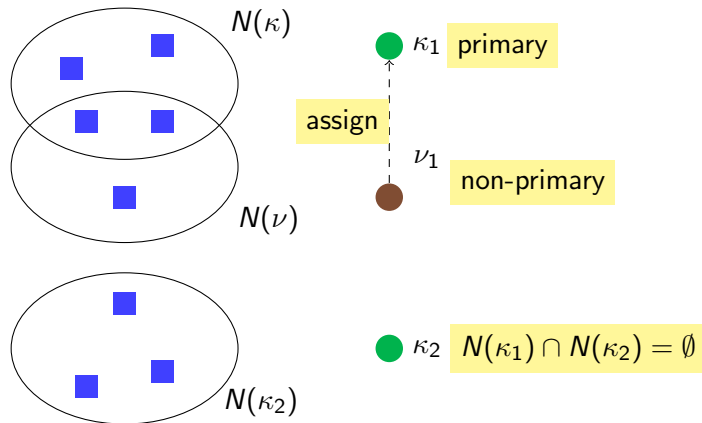 N(κ)
κ₁ primary
assign
ν₁
non-primary
N(ν)
κ₂ N(κ₁) ∩ N(κ₂) = ∅
N(κ₂)